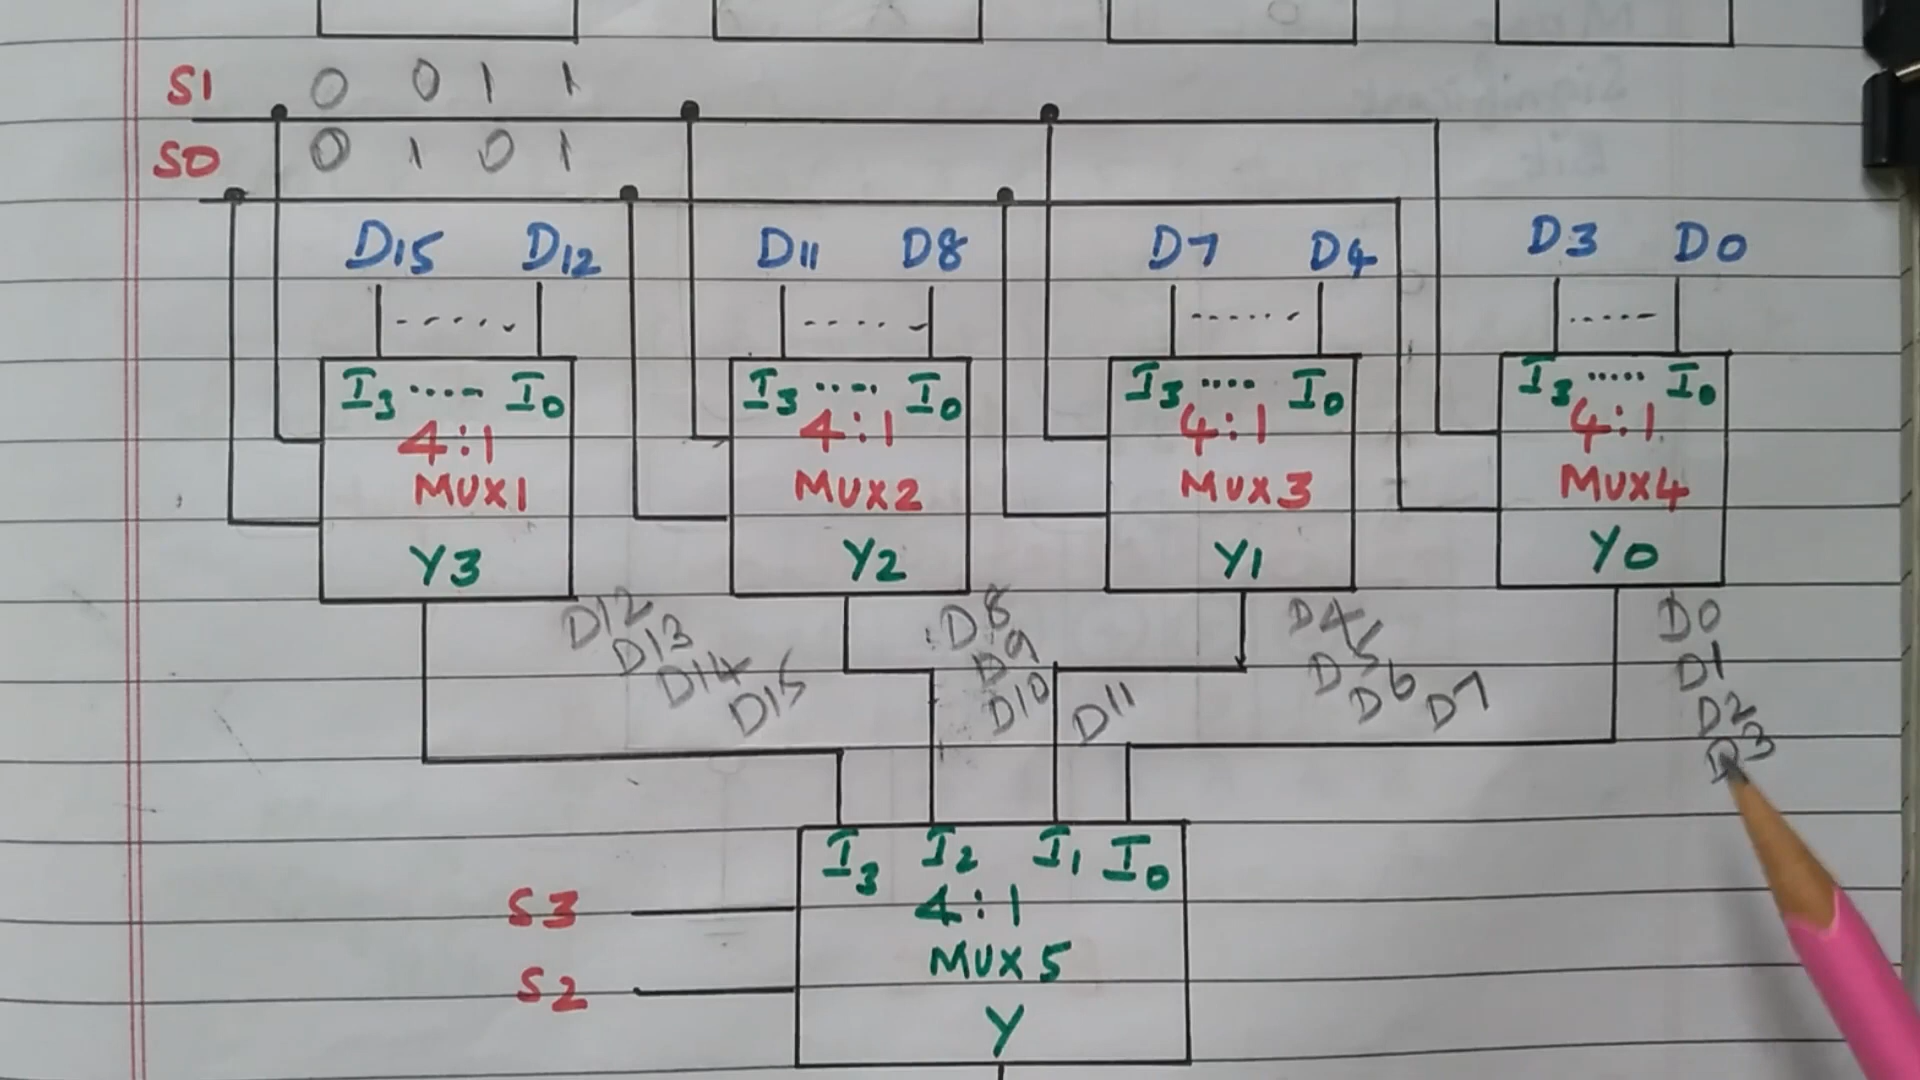 S1 0 0 1 1
S0 0 1 0 1
D15 D12 D11 D8 D7 D4 D3 D0
I3 ..... I0 I3 ..... I0 I3 .... I0 I3 ..... I0
4:1 4:1 4:1 4:1
MUX1 MUX2 MUX3 MUX4
Y3 Y2 Y1 Y0
D12 D8 D4 D0
D13 D9 D5 D1
D14 D10 D6 D2
D15 D11 D7 D3
I3 I2 I1 I0
S3 4:1
MUX 5
S2
Y